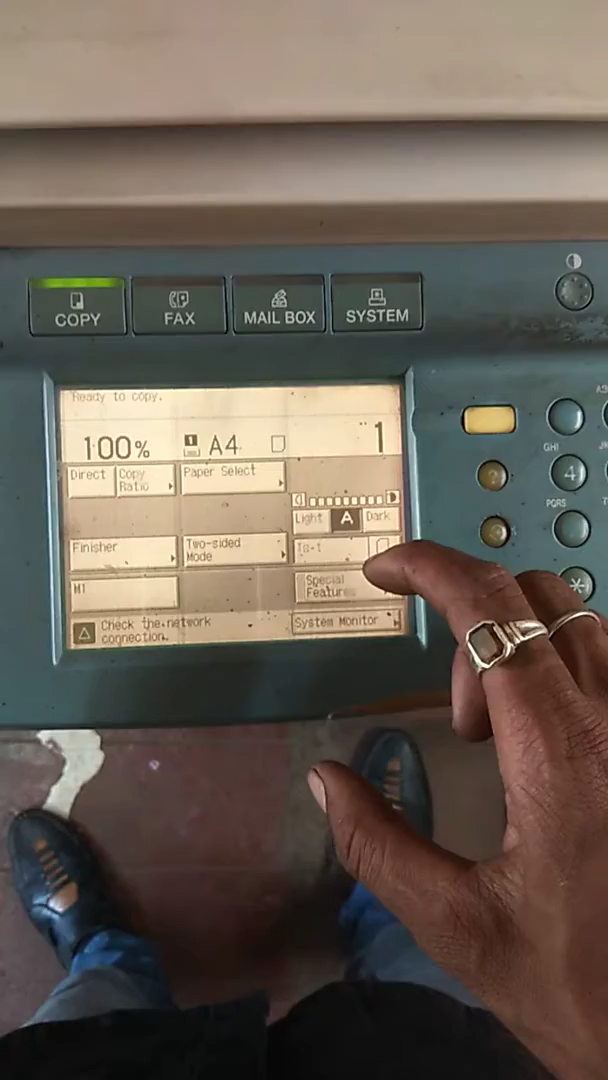 COPY
FAX
MAIL BOX
SYSTEM
Ready to copy.
100%
1
A4
1
Direct
Copy
Ratio
Paper Select
Light
A
Dark
Finisher
Two-sided
Mode
GHI
4
PQRS
M1
Special
Features
Check the network
connection.
System Monitor